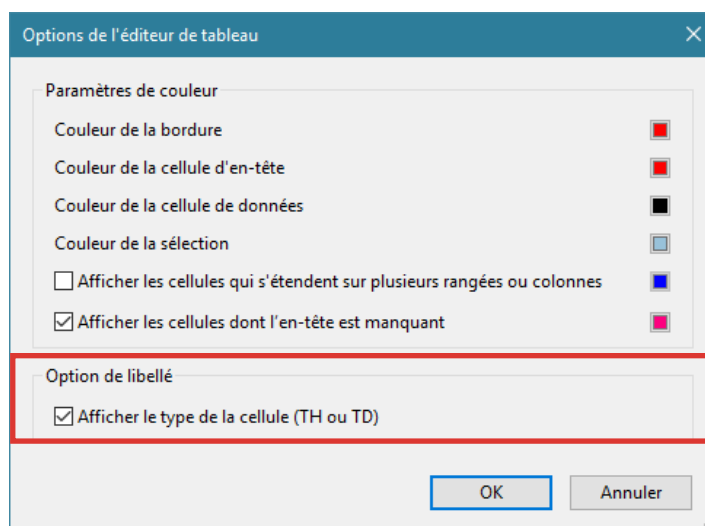 Options de l'éditeur de tableau
Paramètres de couleur
Couleur de la bordure
Couleur de la cellule d'en-tête
Couleur de la cellule de données
Couleur de la sélection
Afficher les cellules qui s'étendent sur plusieurs rangées ou colonnes
Afficher les cellules dont l'en-tête est manquant
Option de libellé
Afficher le type de la cellule (TH ou TD)
OK Annuler